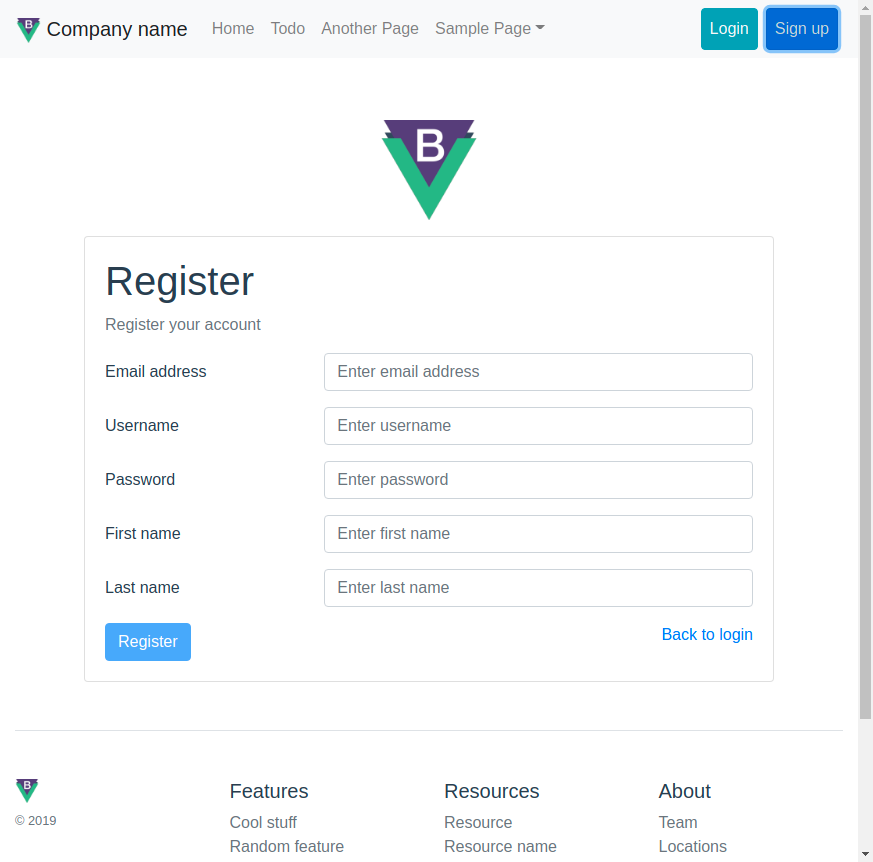 B Company name Home Todo Another Page Sample Page Login Sign up
B
Register
Register your account
Email address Enter email address
Username Enter username
Password Enter password
First name Enter first name
Last name Enter last name
Register Back to login
B Features Resources About
© 2019 Cool stuff Resource Team
Random feature Resource name Locations